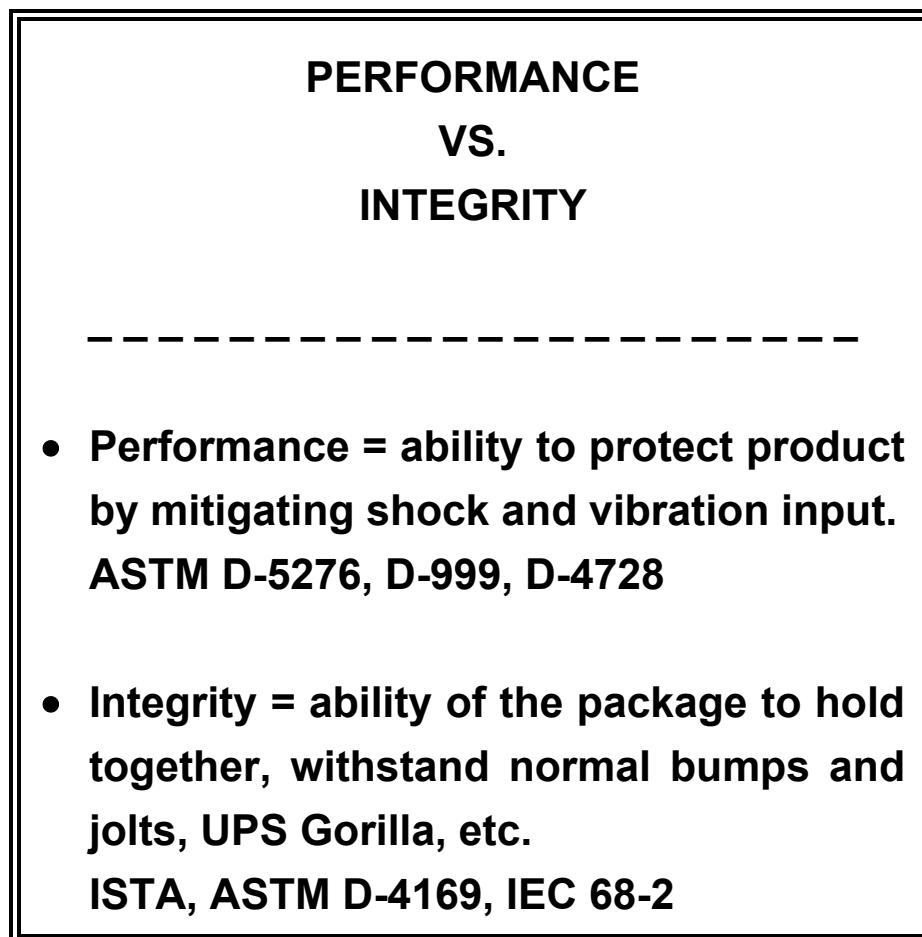 PERFORMANCE
VS.
INTEGRITY
• Performance = ability to protect product
by mitigating shock and vibration input.
ASTM D-5276, D-999, D-4728
• Integrity = ability of the package to hold
together, withstand normal bumps and
jolts, UPS Gorilla, etc.
ISTA, ASTM D-4169, IEC 68-2